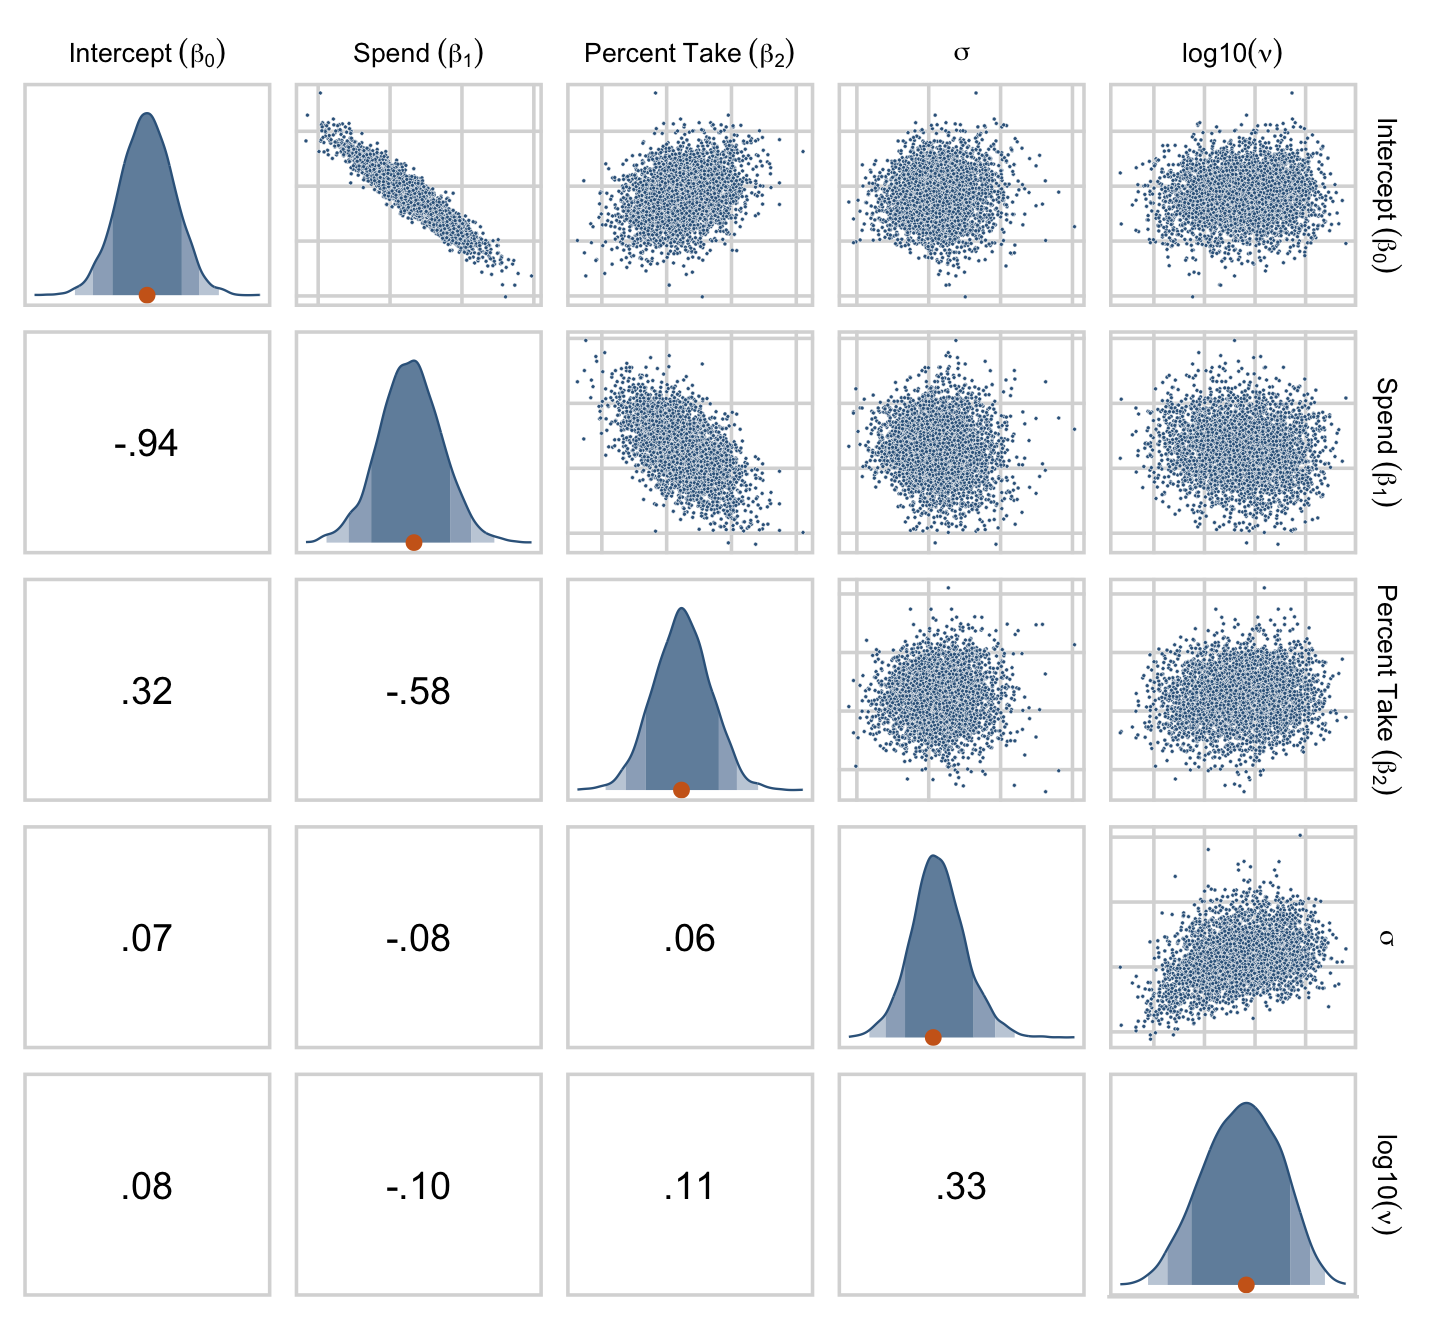 Intercept (β₀) Spend (β₁) Percent Take (β₂) σ log10(ν)
Intercept (β₀)
-.94
Spend (β₁)
.32 -.58
Percent Take (β₂)
.07 -.08 .06
σ
.08 -.10 .11 .33
log10(ν)